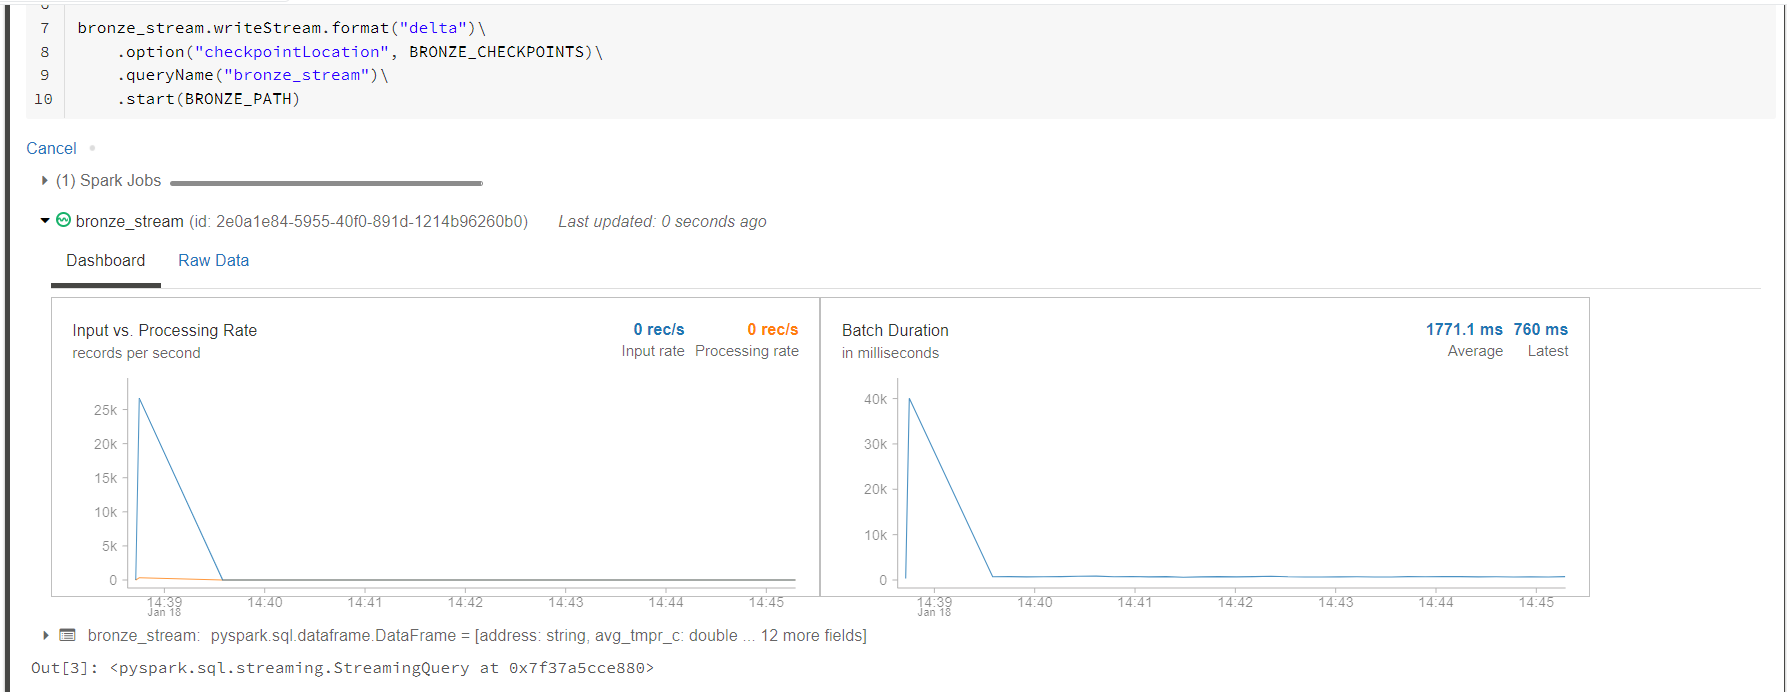 6
7 bronze_stream.writeStream.format("delta")\
8 .option("checkpointLocation", BRONZE_CHECKPOINTS)\
9 .queryName("bronze_stream")\
10 .start(BRONZE_PATH)
Cancel
(1) Spark Jobs
bronze_stream (id: 2e0a1e84-5955-40f0-891d-1214b96260b0) Last updated: 0 seconds ago
Dashboard Raw Data
Input vs. Processing Rate 0 rec/s 0 rec/s
records per second Input rate Processing rate
25k
20k
15k
10k
5k
0
14:39 14:40 14:41 14:42 14:43 14:44 14:45
Jan 18
Batch Duration 1771.1 ms 760 ms
in milliseconds Average Latest
40k
30k
20k
10k
0
14:39 14:40 14:41 14:42 14:43 14:44 14:45
Jan 18
bronze_stream: pyspark.sql.dataframe.DataFrame = [address: string, avg_tmpr_c: double ... 12 more fields]
Out[3]: <pyspark.sql.streaming.StreamingQuery at 0x7f37a5cce880>